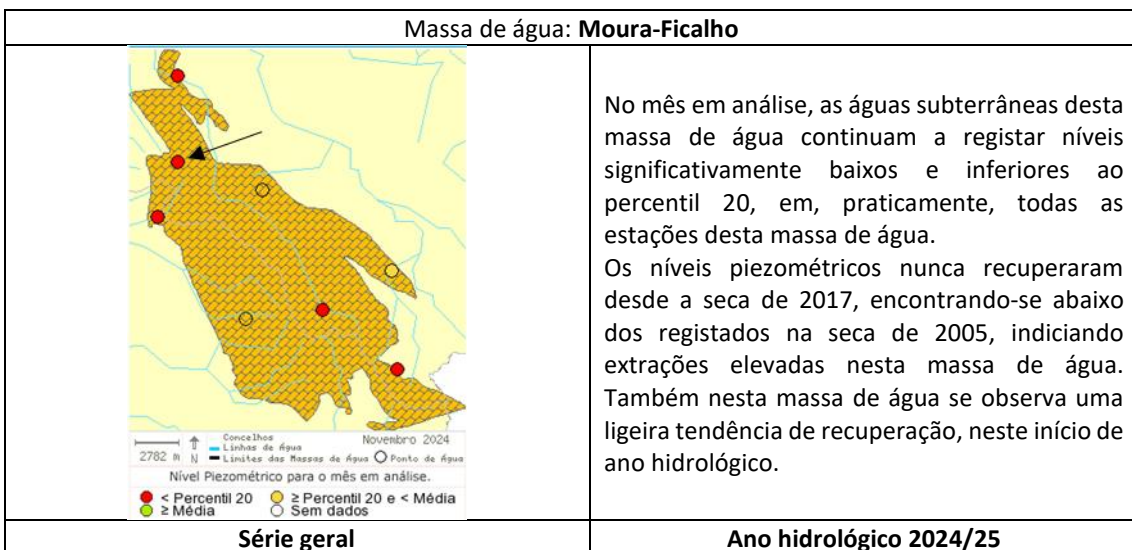 Massa de água: Moura-Ficalho
Concelhos
Linhas de Água
Novembro 2024
2782 m N
Limites das Massas de Água
Ponto de Água
Nível Piezométrico para o mês em análise.
< Percentil 20
≥ Percentil 20 e < Média
≥ Média
Sem dados
No mês em análise, as águas subterrâneas desta
massa de água continuam a registar níveis
significativamente baixos e inferiores ao
percentil 20, em, praticamente, todas as
estações desta massa de água.
Os níveis piezométricos nunca recuperaram
desde a seca de 2017, encontrando-se abaixo
dos registados na seca de 2005, indiciando
extrações elevadas nesta massa de água.
Também nesta massa de água se observa uma
ligeira tendência de recuperação, neste início de
ano hidrológico.
Série geral
Ano hidrológico 2024/25